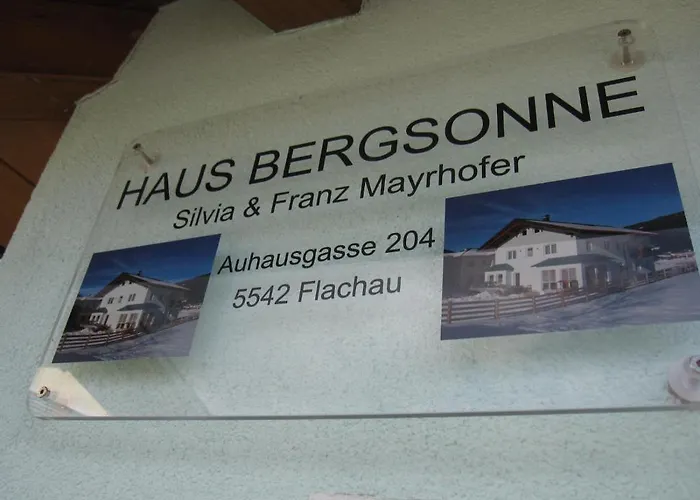 HAUS BERGSONNE
Silvia & Franz Mayrhofer
Auhausgasse 204
5542 Flachau